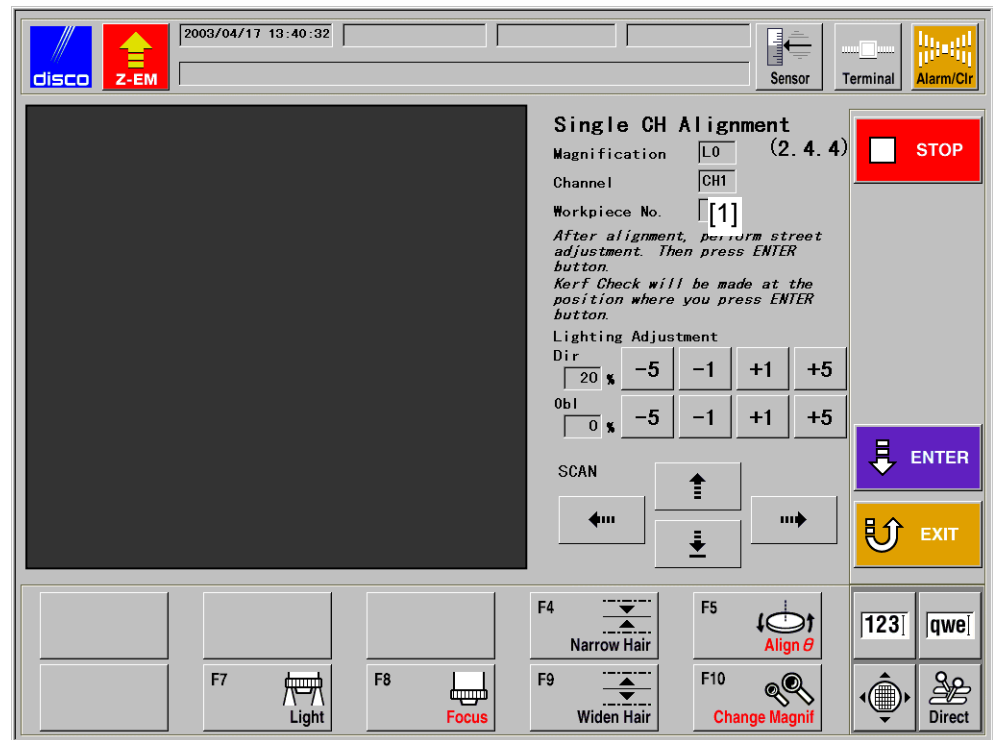 disco
Z-EM
2003/04/17 13:40:32
Sensor
Terminal
Alarm/Clr
Single CH Alignment
(2.4.4)
Magnification L0
Channel CH1
Workpiece No. [1]
After alignment, perform street
adjustment. Then press ENTER
button.
Kerf Check will be made at the
position where you press ENTER
button.
Lighting Adjustment
Dir
20 % -5 -1 +1 +5
Obl
0 % -5 -1 +1 +5
SCAN
STOP
ENTER
EXIT
F4 Narrow Hair
F5 Align θ
F7 Light
F8 Focus
F9 Widen Hair
F10 Change Magnif
123
qwe
Direct